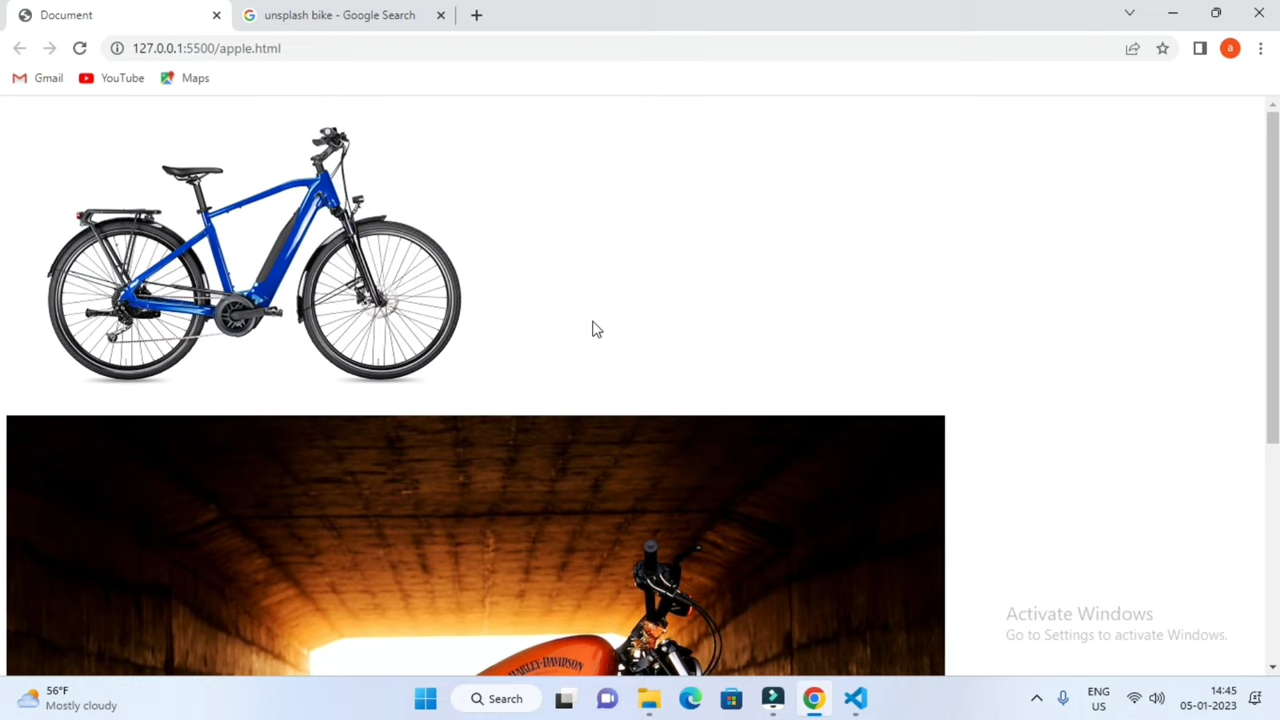 Document
unsplash bike - Google Search
127.0.0.1:5500/apple.html
a
Gmail
YouTube
Maps
HARLEY-DAVIDSON
Activate Windows
Go to Settings to activate Windows.
56°F
Mostly cloudy
Search
ENG
US
14:45
05-01-2023